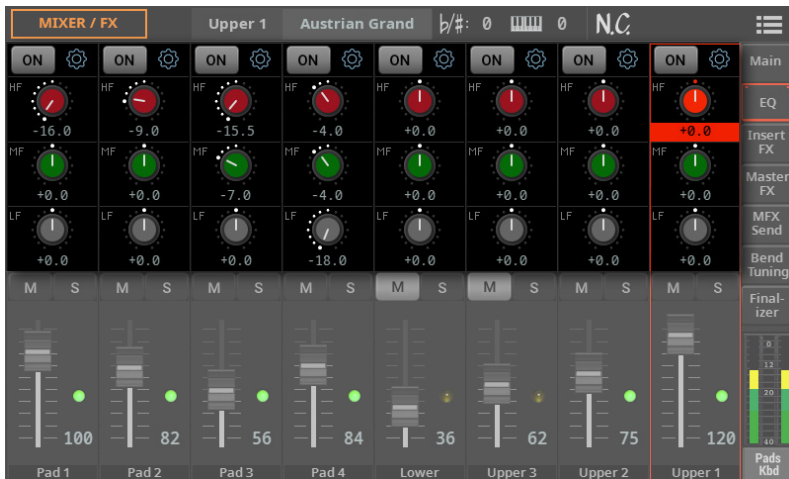 MIXER / FX Upper 1 Austrian Grand ♭/♯: 0 0 N.C.
ON ON ON ON ON ON ON ON Main
HF HF HF HF HF HF HF HF EQ
-16.0 -9.0 -15.5 -4.0 +0.0 +0.0 +0.0 +0.0
Insert
FX
MF MF MF MF MF MF MF MF
+0.0 +0.0 -7.0 -4.0 +0.0 +0.0 +0.0 +0.0
Master
FX
LF LF LF LF LF LF LF LF
MFX
Send
+0.0 +0.0 +0.0 -18.0 +0.0 +0.0 +0.0 +0.0
Bend
Tuning
M S M S M S M S M S M S M S M S
Final-
izer
0
12
20
40
100 82 56 84 36 62 75 120
Pad 1 Pad 2 Pad 3 Pad 4 Lower Upper 3 Upper 2 Upper 1
Pads
Kbd